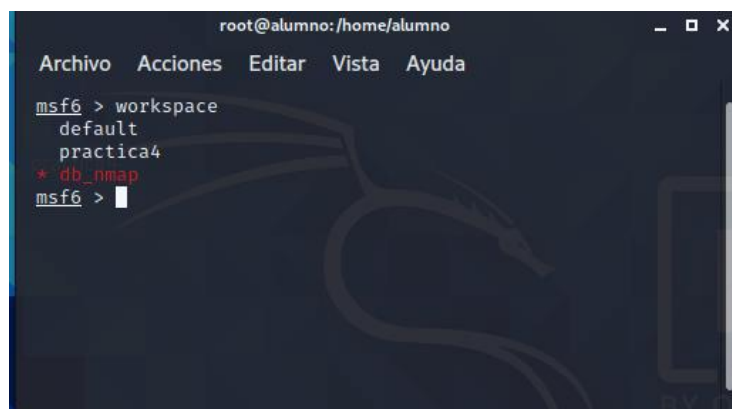 root@alumno:/home/alumno
Archivo Acciones Editar Vista Ayuda
msf6 > workspace
default
practica4
* db_nmap
msf6 >